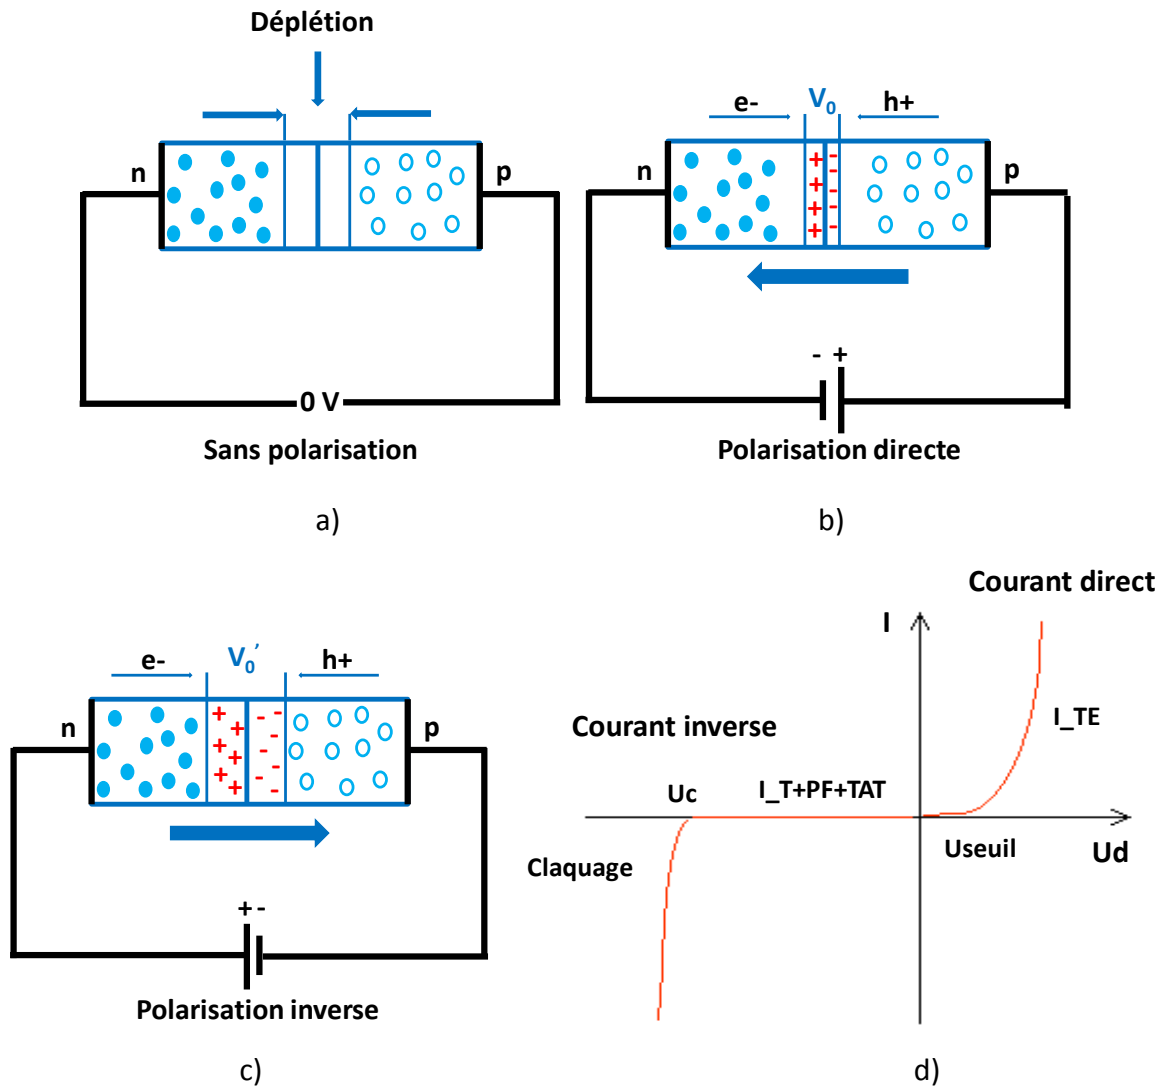 Déplétion
n
p
0 V
Sans polarisation
a)
e-
V₀
h+
n
+ -
+ -
+ -
+ -
-
p
- +
Polarisation directe
b)
e-
V₀’
h+
n
+ - -
+ - -
+ - -
+ - -
+ - -
p
+ -
Polarisation inverse
c)
Courant direct
I
I_TE
Courant inverse
Uc
I_T+PF+TAT
Useuil
Ud
Claquage
d)